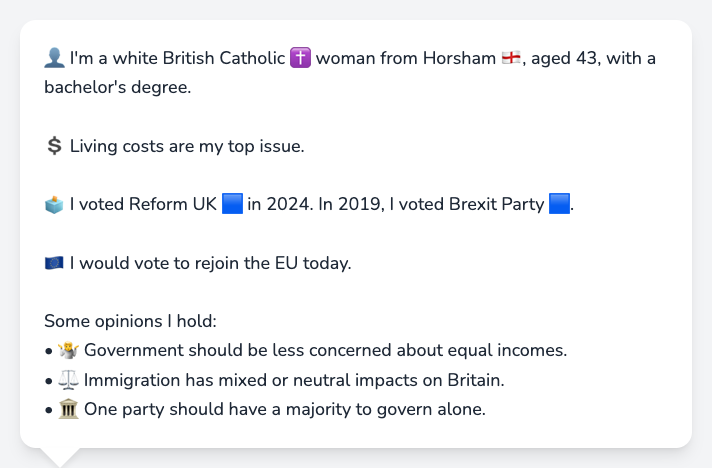 👤 I'm a white British Catholic ✝️ woman from Horsham 🏴󠁧󠁢󠁥󠁮󠁧󠁿, aged 43, with a
bachelor's degree.
💲 Living costs are my top issue.
🗳️ I voted Reform UK 🟦 in 2024. In 2019, I voted Brexit Party 🟦.
🇪🇺 I would vote to rejoin the EU today.
Some opinions I hold:
• 🤷 Government should be less concerned about equal incomes.
• ⚖️ Immigration has mixed or neutral impacts on Britain.
• 🏛️ One party should have a majority to govern alone.